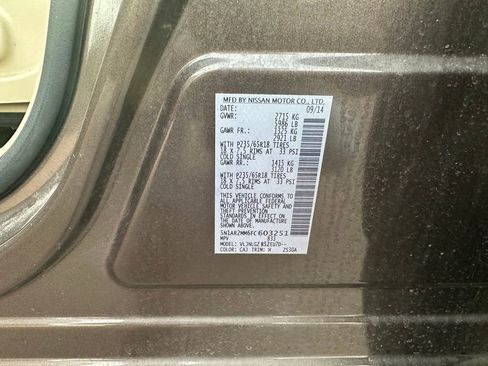 MFD BY NISSAN MOTOR CO., LTD.
DATE: 09/14
GVWR: 2715 KG
5986 LB
GAWR FR.: 1325 KG
2921 LB
WITH P235/65R18 TIRES
18 X 7.5 RIMS AT 33 PSI
COLD SINGLE
GAWR RR.: 1415 KG
3120 LB
WITH P235/65R18 TIRES
18 X 7.5 RIMS AT 33 PSI
COLD SINGLE
THIS VEHICLE CONFORMS TO
ALL APPLICABLE FEDERAL
MOTOR VEHICLE SAFETY AND
THEFT PREVENTION
STANDARDS IN EFFECT ON THE
DATE OF MANUFACTURE
SHOWN ABOVE.
5N1AR2MM6FC603251
MPV 833
MODEL:
COLOR: CAJ TRIM: H 2530A